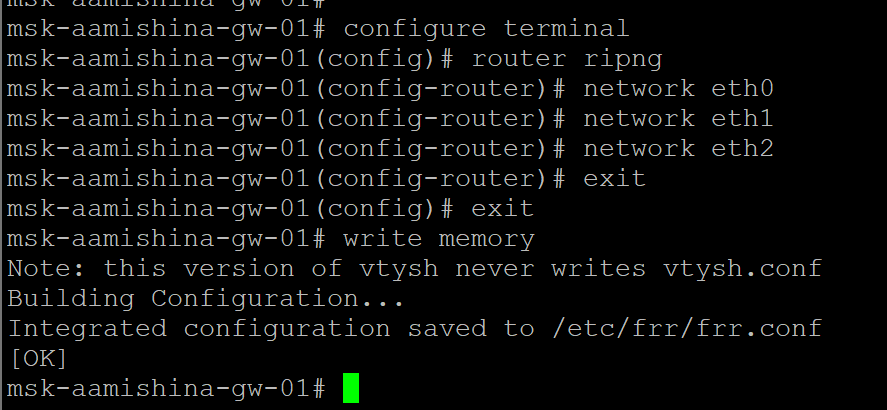 msk-aamishina-gw-01#
msk-aamishina-gw-01# configure terminal
msk-aamishina-gw-01(config)# router ripng
msk-aamishina-gw-01(config-router)# network eth0
msk-aamishina-gw-01(config-router)# network eth1
msk-aamishina-gw-01(config-router)# network eth2
msk-aamishina-gw-01(config-router)# exit
msk-aamishina-gw-01(config)# exit
msk-aamishina-gw-01# write memory
Note: this version of vtysh never writes vtysh.conf
Building Configuration...
Integrated configuration saved to /etc/frr/frr.conf
[OK]
msk-aamishina-gw-01#